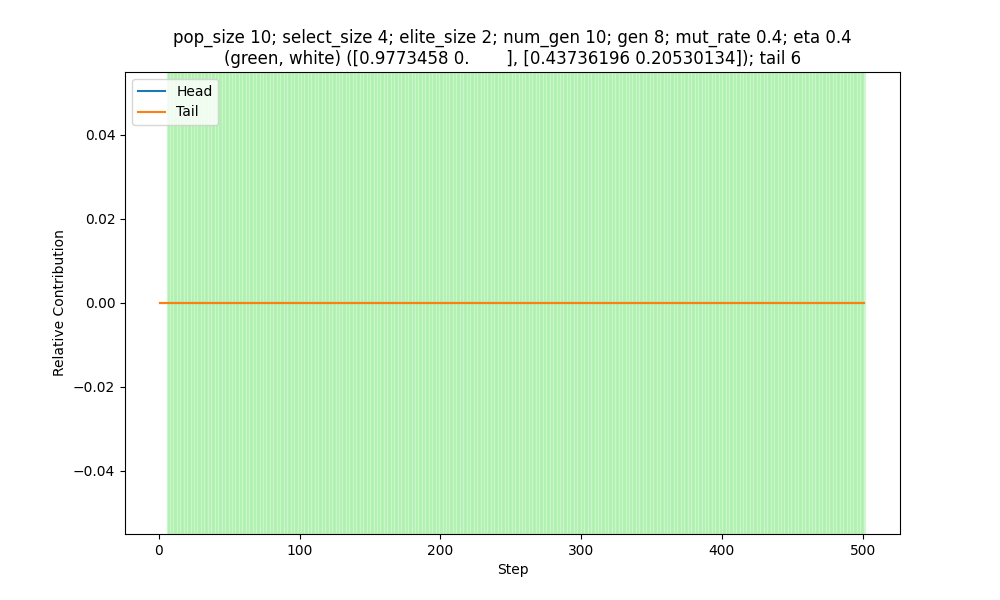 pop_size 10; select_size 4; elite_size 2; num_gen 10; gen 8; mut_rate 0.4; eta 0.4
(green, white) ([0.9773458 0.       ], [0.43736196 0.20530134]); tail 6
Head
Tail
0.04
0.02
0.00
−0.02
−0.04
Relative Contribution
0
100
200
300
400
500
Step